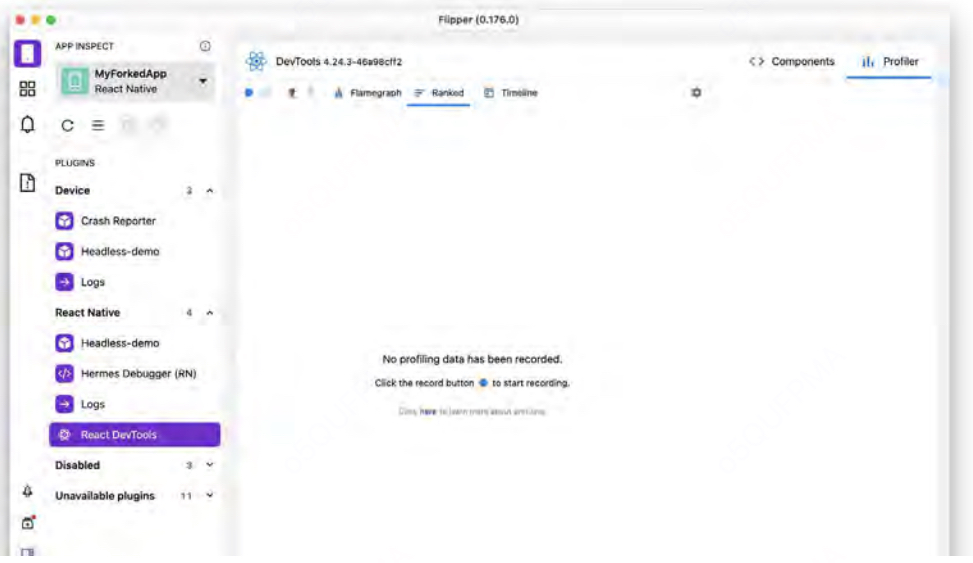 Flipper (0.176.0)
APP INSPECT
MyForkedApp
React Native
PLUGINS
Device 3
Crash Reporter
Headless-demo
Logs
React Native 4
Headless-demo
Hermes Debugger (RN)
Logs
React DevTools
Disabled 3
Unavailable plugins 11
DevTools 4.24.3-46a98cff2
Components
Profiler
Flamegraph
Ranked
Timeline
No profiling data has been recorded.
Click the record button to start recording.
Click here to learn more about profiling.